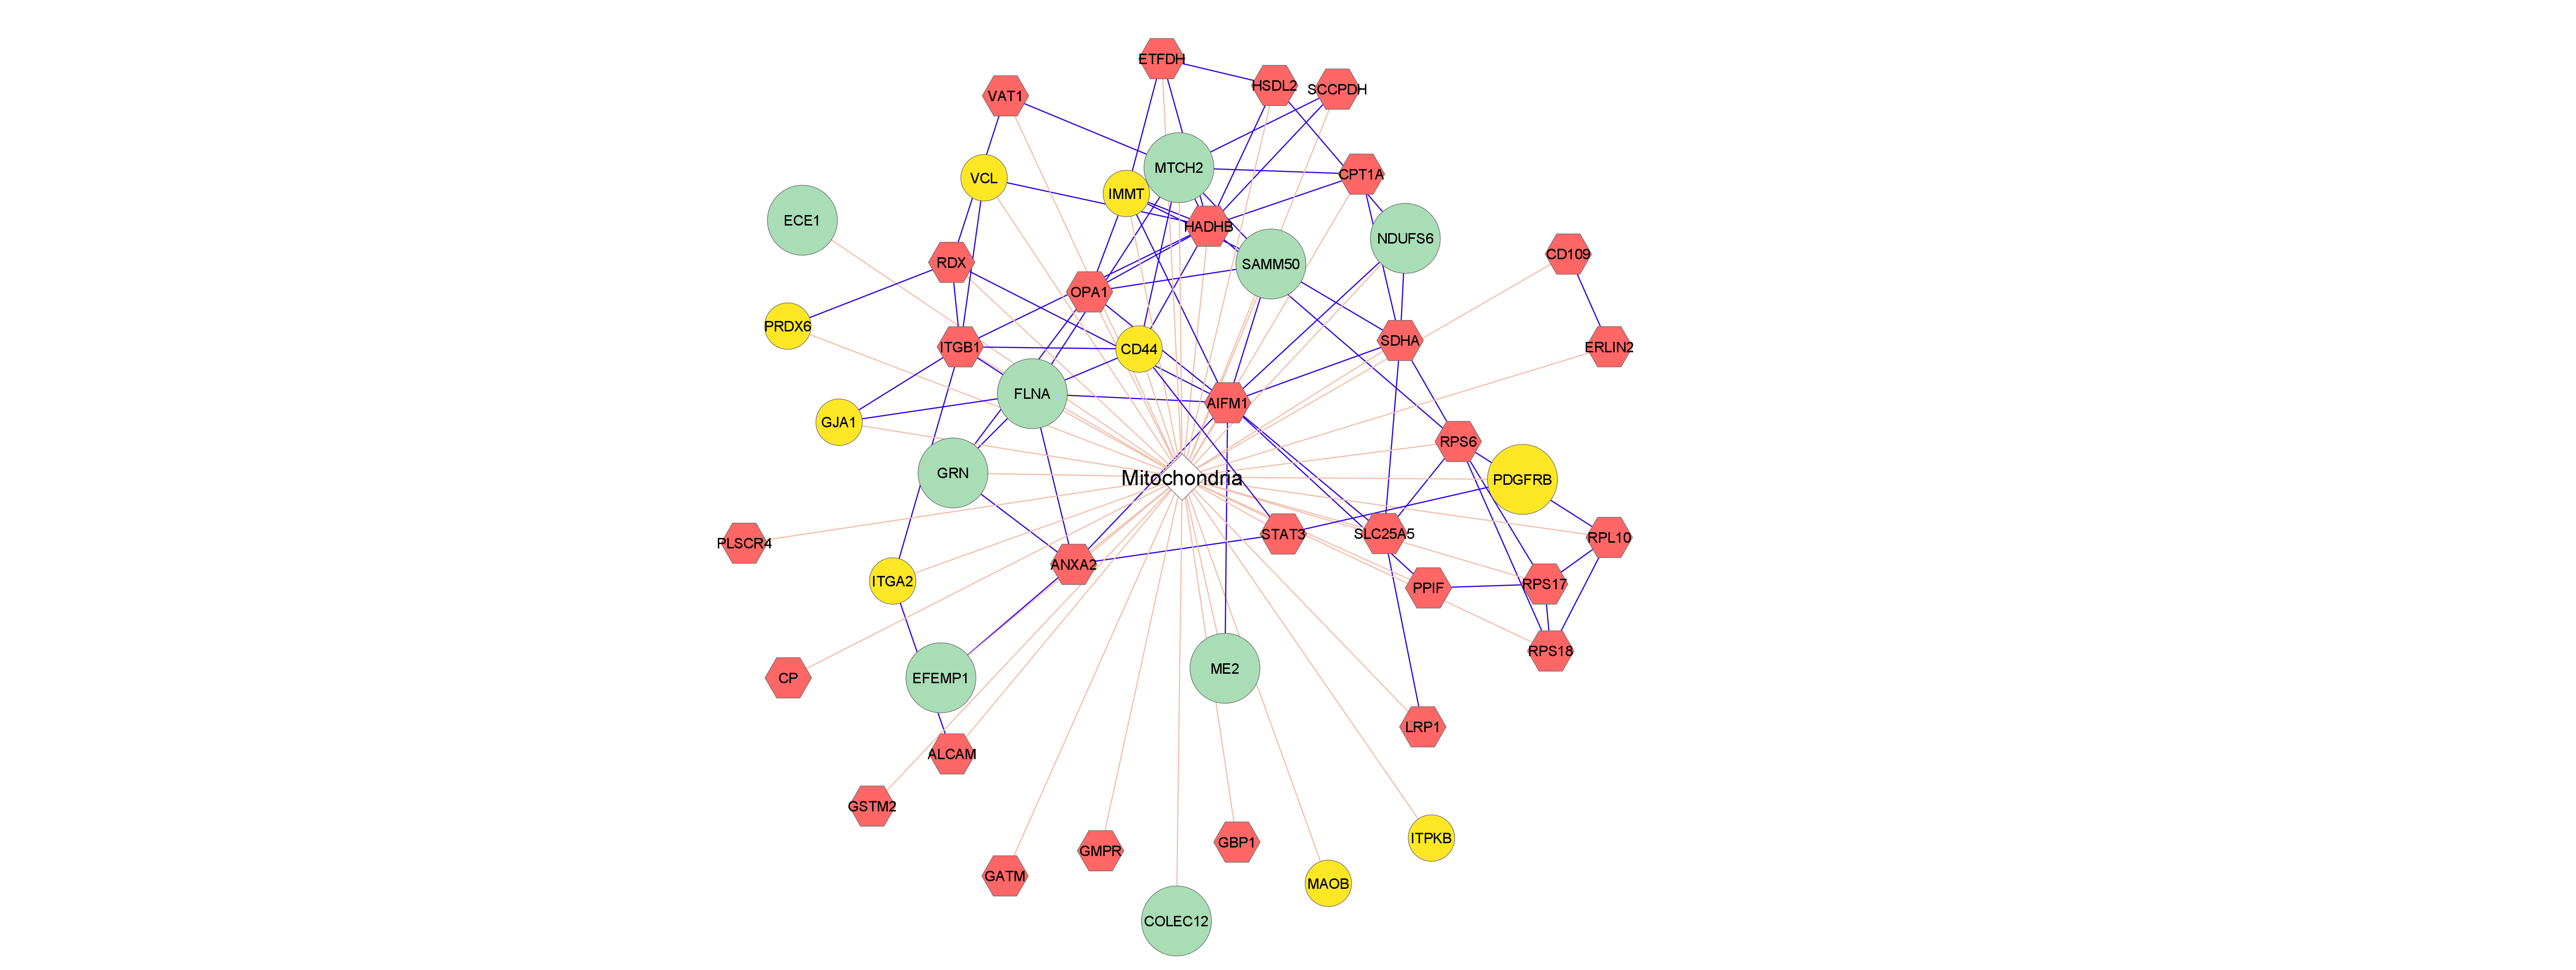 ETFDH
HSDL2
SCCPDH
VAT1
MTCH2
CPT1A
VCL
IMMT
ECE1
HADHB
NDUFS6
CD109
RDX
SAMM50
OPA1
PRDX6
SDHA
ERLIN2
ITGB1
CD44
FLNA
AIFM1
GJA1
RPS6
GRN
Mitochondria
PDGFRB
PLSCR4
STAT3
SLC25A5
RPL10
ANXA2
ITGA2
PPIF
RPS17
RPS18
ME2
CP
EFEMP1
LRP1
ALCAM
GSTM2
ITPKB
GBP1
GMPR
GATM
MAOB
COLEC12